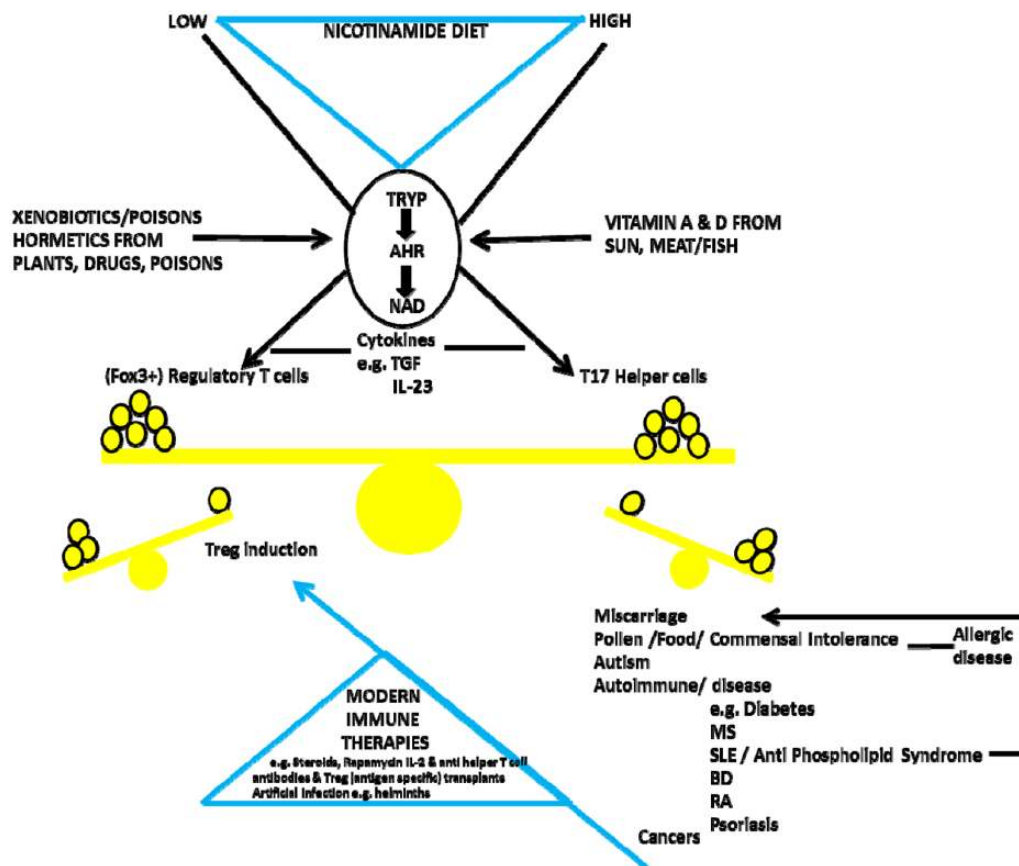 LOW
NICOTINAMIDE DIET
HIGH
TRYP
AHR
NAD
XENOBIOTICS/POISONS
HORMETICS FROM
PLANTS, DRUGS, POISONS
VITAMIN A & D FROM
SUN, MEAT/FISH
Cytokines
e.g. TGF
IL-23
(Fox3+) Regulatory T cells
T17 Helper cells
Treg induction
Miscarriage
Pollen /Food/ Commensal Intolerance
Allergic
disease
Autism
Autoimmune/ disease
e.g. Diabetes
MS
SLE / Anti Phospholipid Syndrome
BD
RA
Psoriasis
Cancers
MODERN
IMMUNE
THERAPIES
e.g. Steroids, Rapamycin IL-2 & anti helper T cell
antibodies & Treg (antigen specific) transplants
Artificial infection e.g. helminths